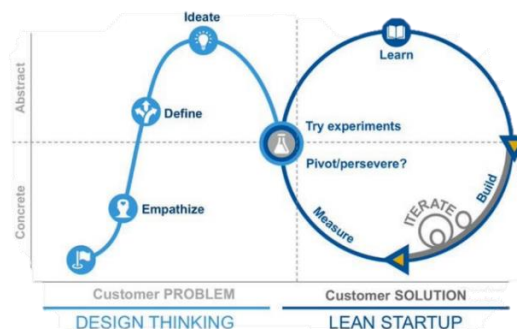 Ideate
Abstract
Learn
Define
Try experiments
Pivot/persevere?
Concrete
Empathize
Measure
ITERATE
Build
Customer PROBLEM
Customer SOLUTION
DESIGN THINKING
LEAN STARTUP